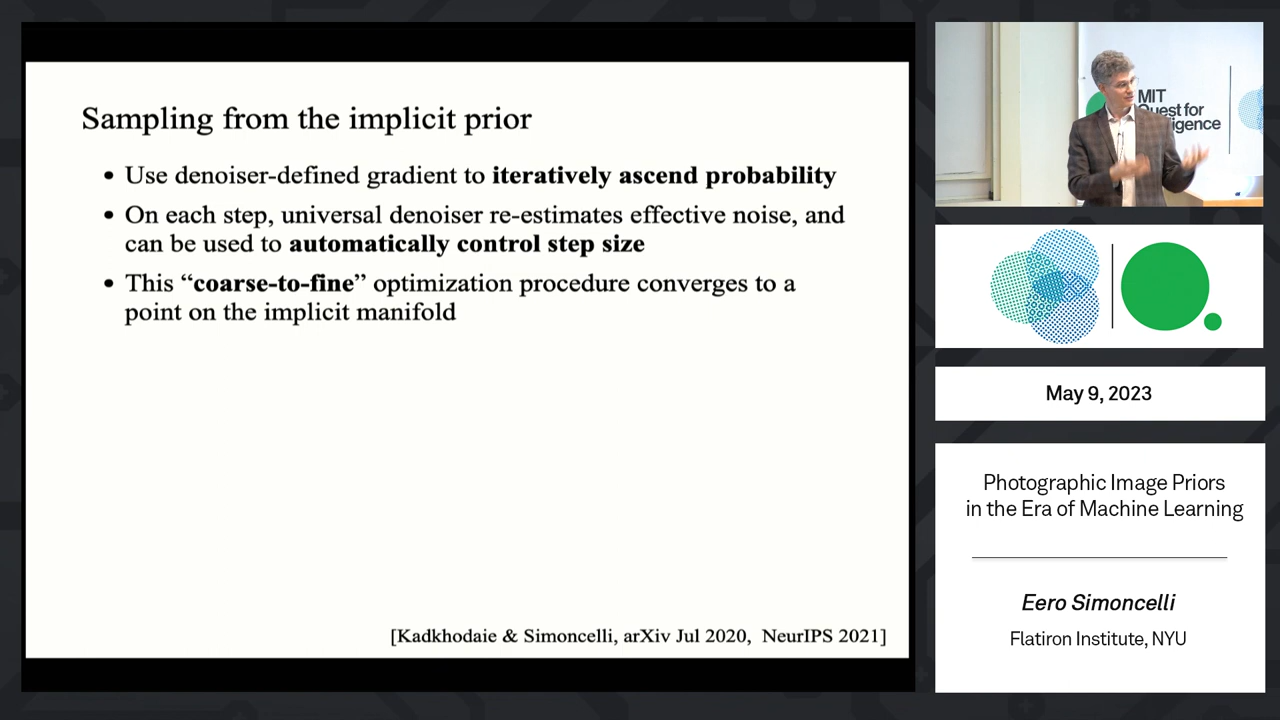 Sampling from the implicit prior
• Use denoiser-defined gradient to iteratively ascend probability
• On each step, universal denoiser re-estimates effective noise, and
can be used to automatically control step size
• This “coarse-to-fine” optimization procedure converges to a
point on the implicit manifold
[Kadkhodaie & Simoncelli, arXiv Jul 2020, NeurIPS 2021]
MIT
Quest for
May 9, 2023
Photographic Image Priors
in the Era of Machine Learning
Eero Simoncelli
Flatiron Institute, NYU